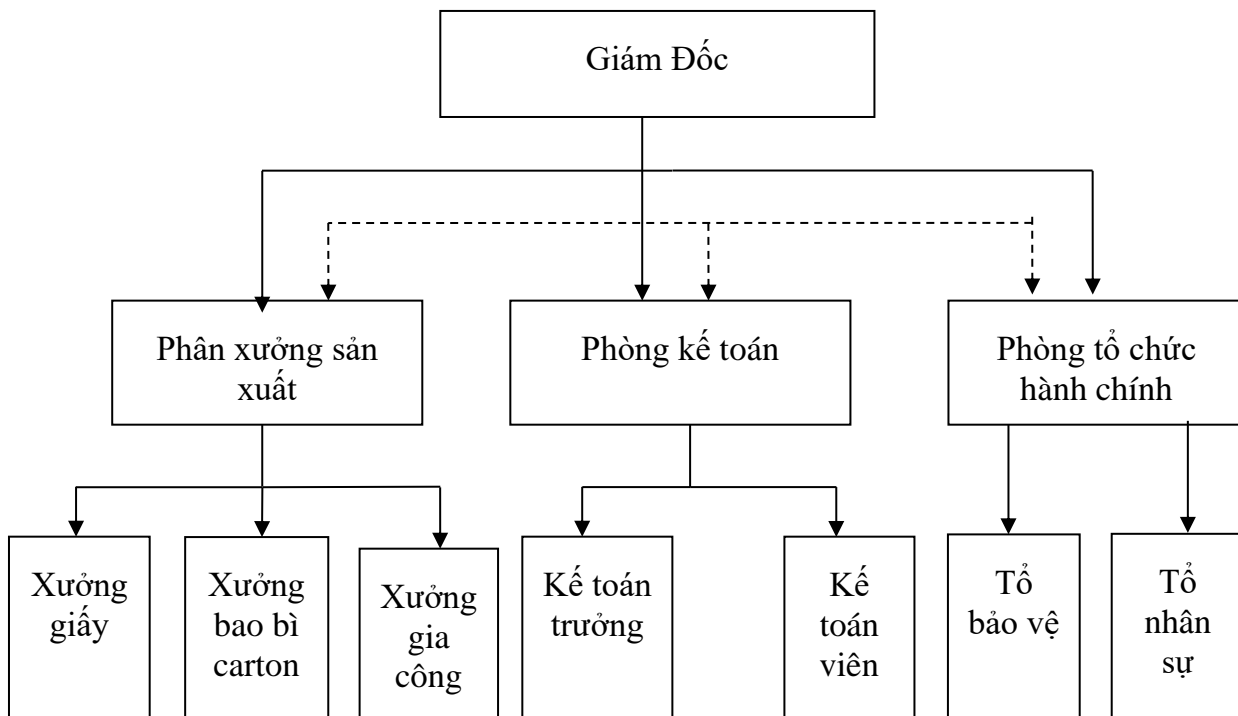 Giám Đốc
Phân xưởng sản
xuất
Phòng kế toán
Phòng tổ chức
hành chính
Xưởng
giấy
Xưởng
bao bì
carton
Xưởng
gia
công
Kế toán
trưởng
Kế
toán
viên
Tổ
bảo vệ
Tổ
nhân
sự